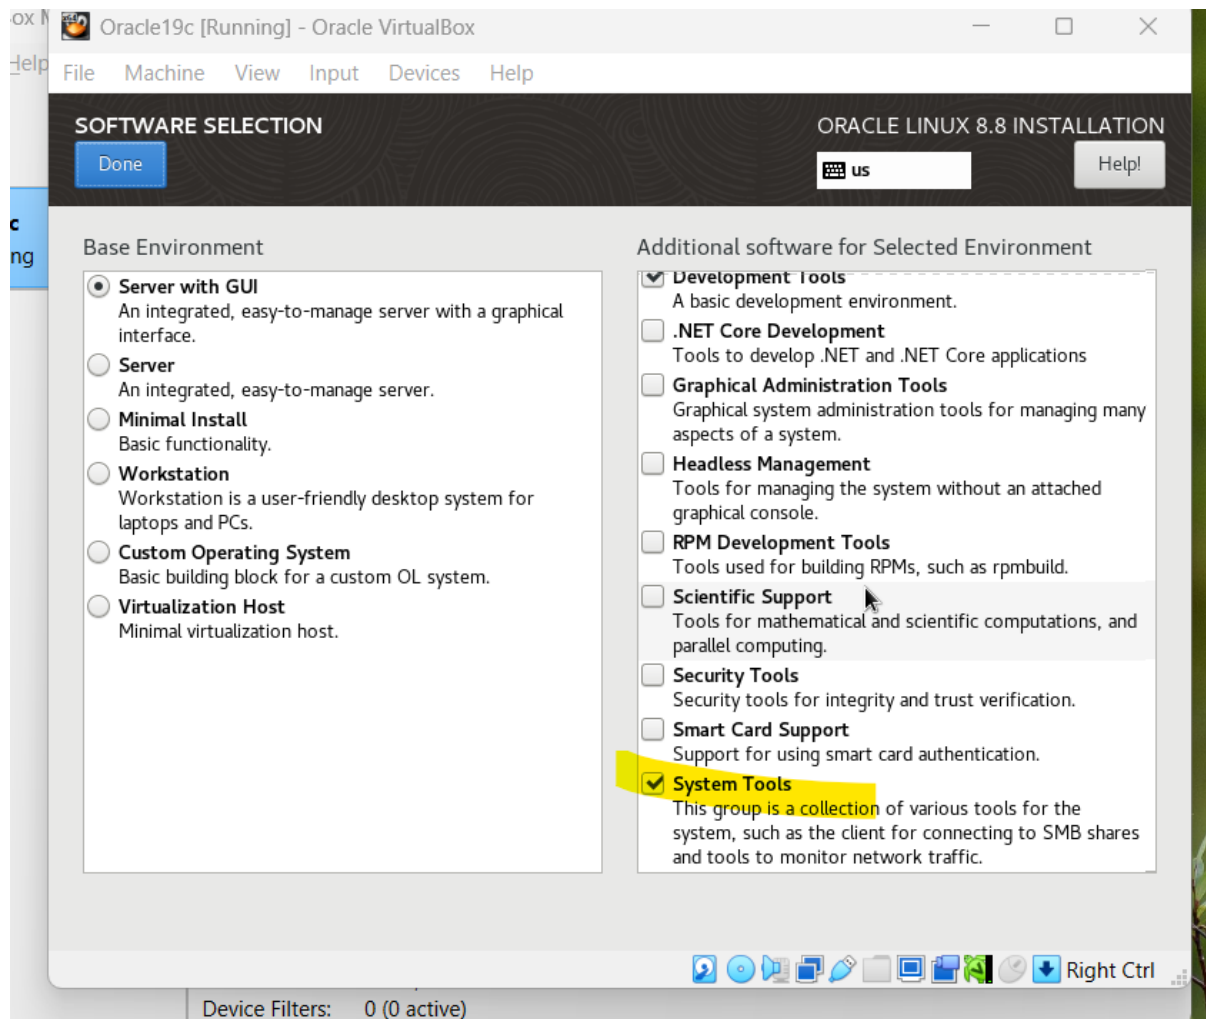 ox M
Help
c
ng
Oracle19c [Running] - Oracle VirtualBox
File Machine View Input Devices Help
SOFTWARE SELECTION
Done
ORACLE LINUX 8.8 INSTALLATION
us
Help!
Base Environment
Server with GUI
An integrated, easy-to-manage server with a graphical
interface.
Server
An integrated, easy-to-manage server.
Minimal Install
Basic functionality.
Workstation
Workstation is a user-friendly desktop system for
laptops and PCs.
Custom Operating System
Basic building block for a custom OL system.
Virtualization Host
Minimal virtualization host.
Additional software for Selected Environment
Development Tools
A basic development environment.
.NET Core Development
Tools to develop .NET and .NET Core applications
Graphical Administration Tools
Graphical system administration tools for managing many
aspects of a system.
Headless Management
Tools for managing the system without an attached
graphical console.
RPM Development Tools
Tools used for building RPMs, such as rpmbuild.
Scientific Support
Tools for mathematical and scientific computations, and
parallel computing.
Security Tools
Security tools for integrity and trust verification.
Smart Card Support
Support for using smart card authentication.
System Tools
This group is a collection of various tools for the
system, such as the client for connecting to SMB shares
and tools to monitor network traffic.
Right Ctrl
Device Filters: 0 (0 active)